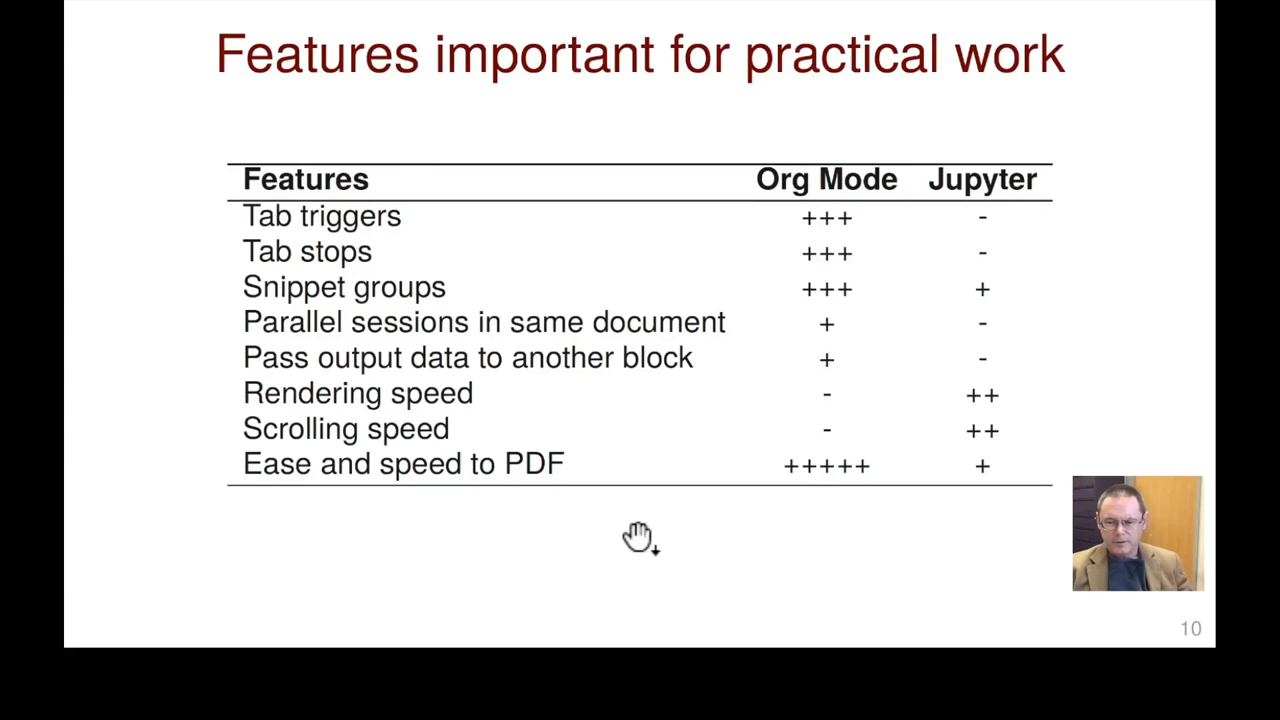 Features important for practical work
Features Org Mode Jupyter
Tab triggers +++ -
Tab stops +++ -
Snippet groups +++ +
Parallel sessions in same document + -
Pass output data to another block + -
Rendering speed - ++
Scrolling speed - ++
Ease and speed to PDF +++++ +
10